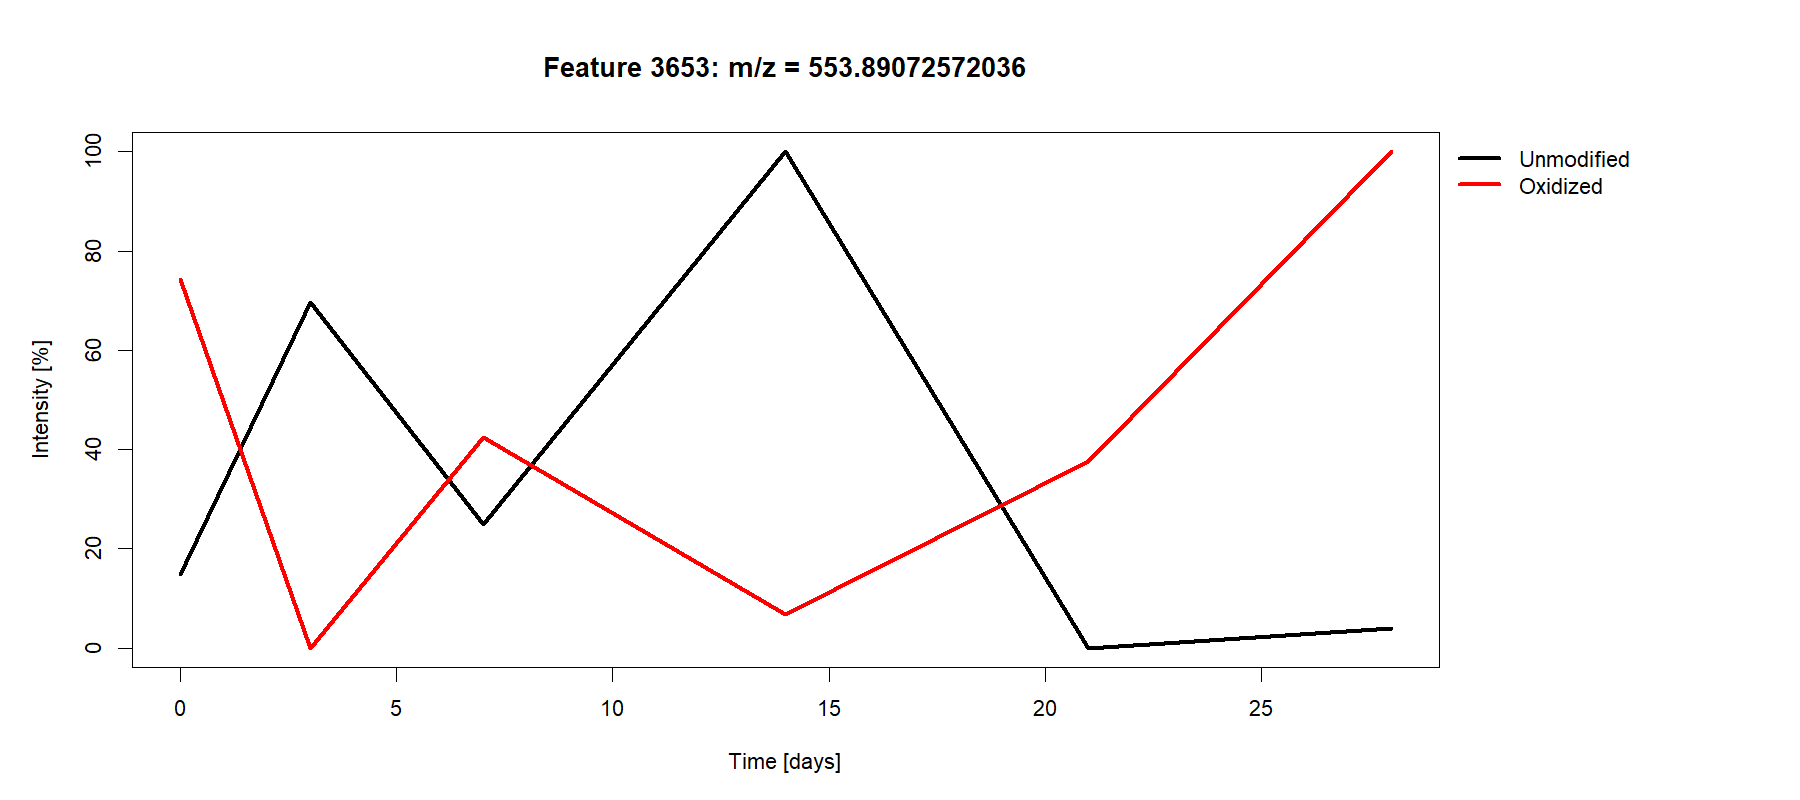 Feature 3653: m/z = 553.89072572036
Unmodified
Oxidized
100
80
60
40
20
0
Intensity [%]
0 5 10 15 20 25
Time [days]